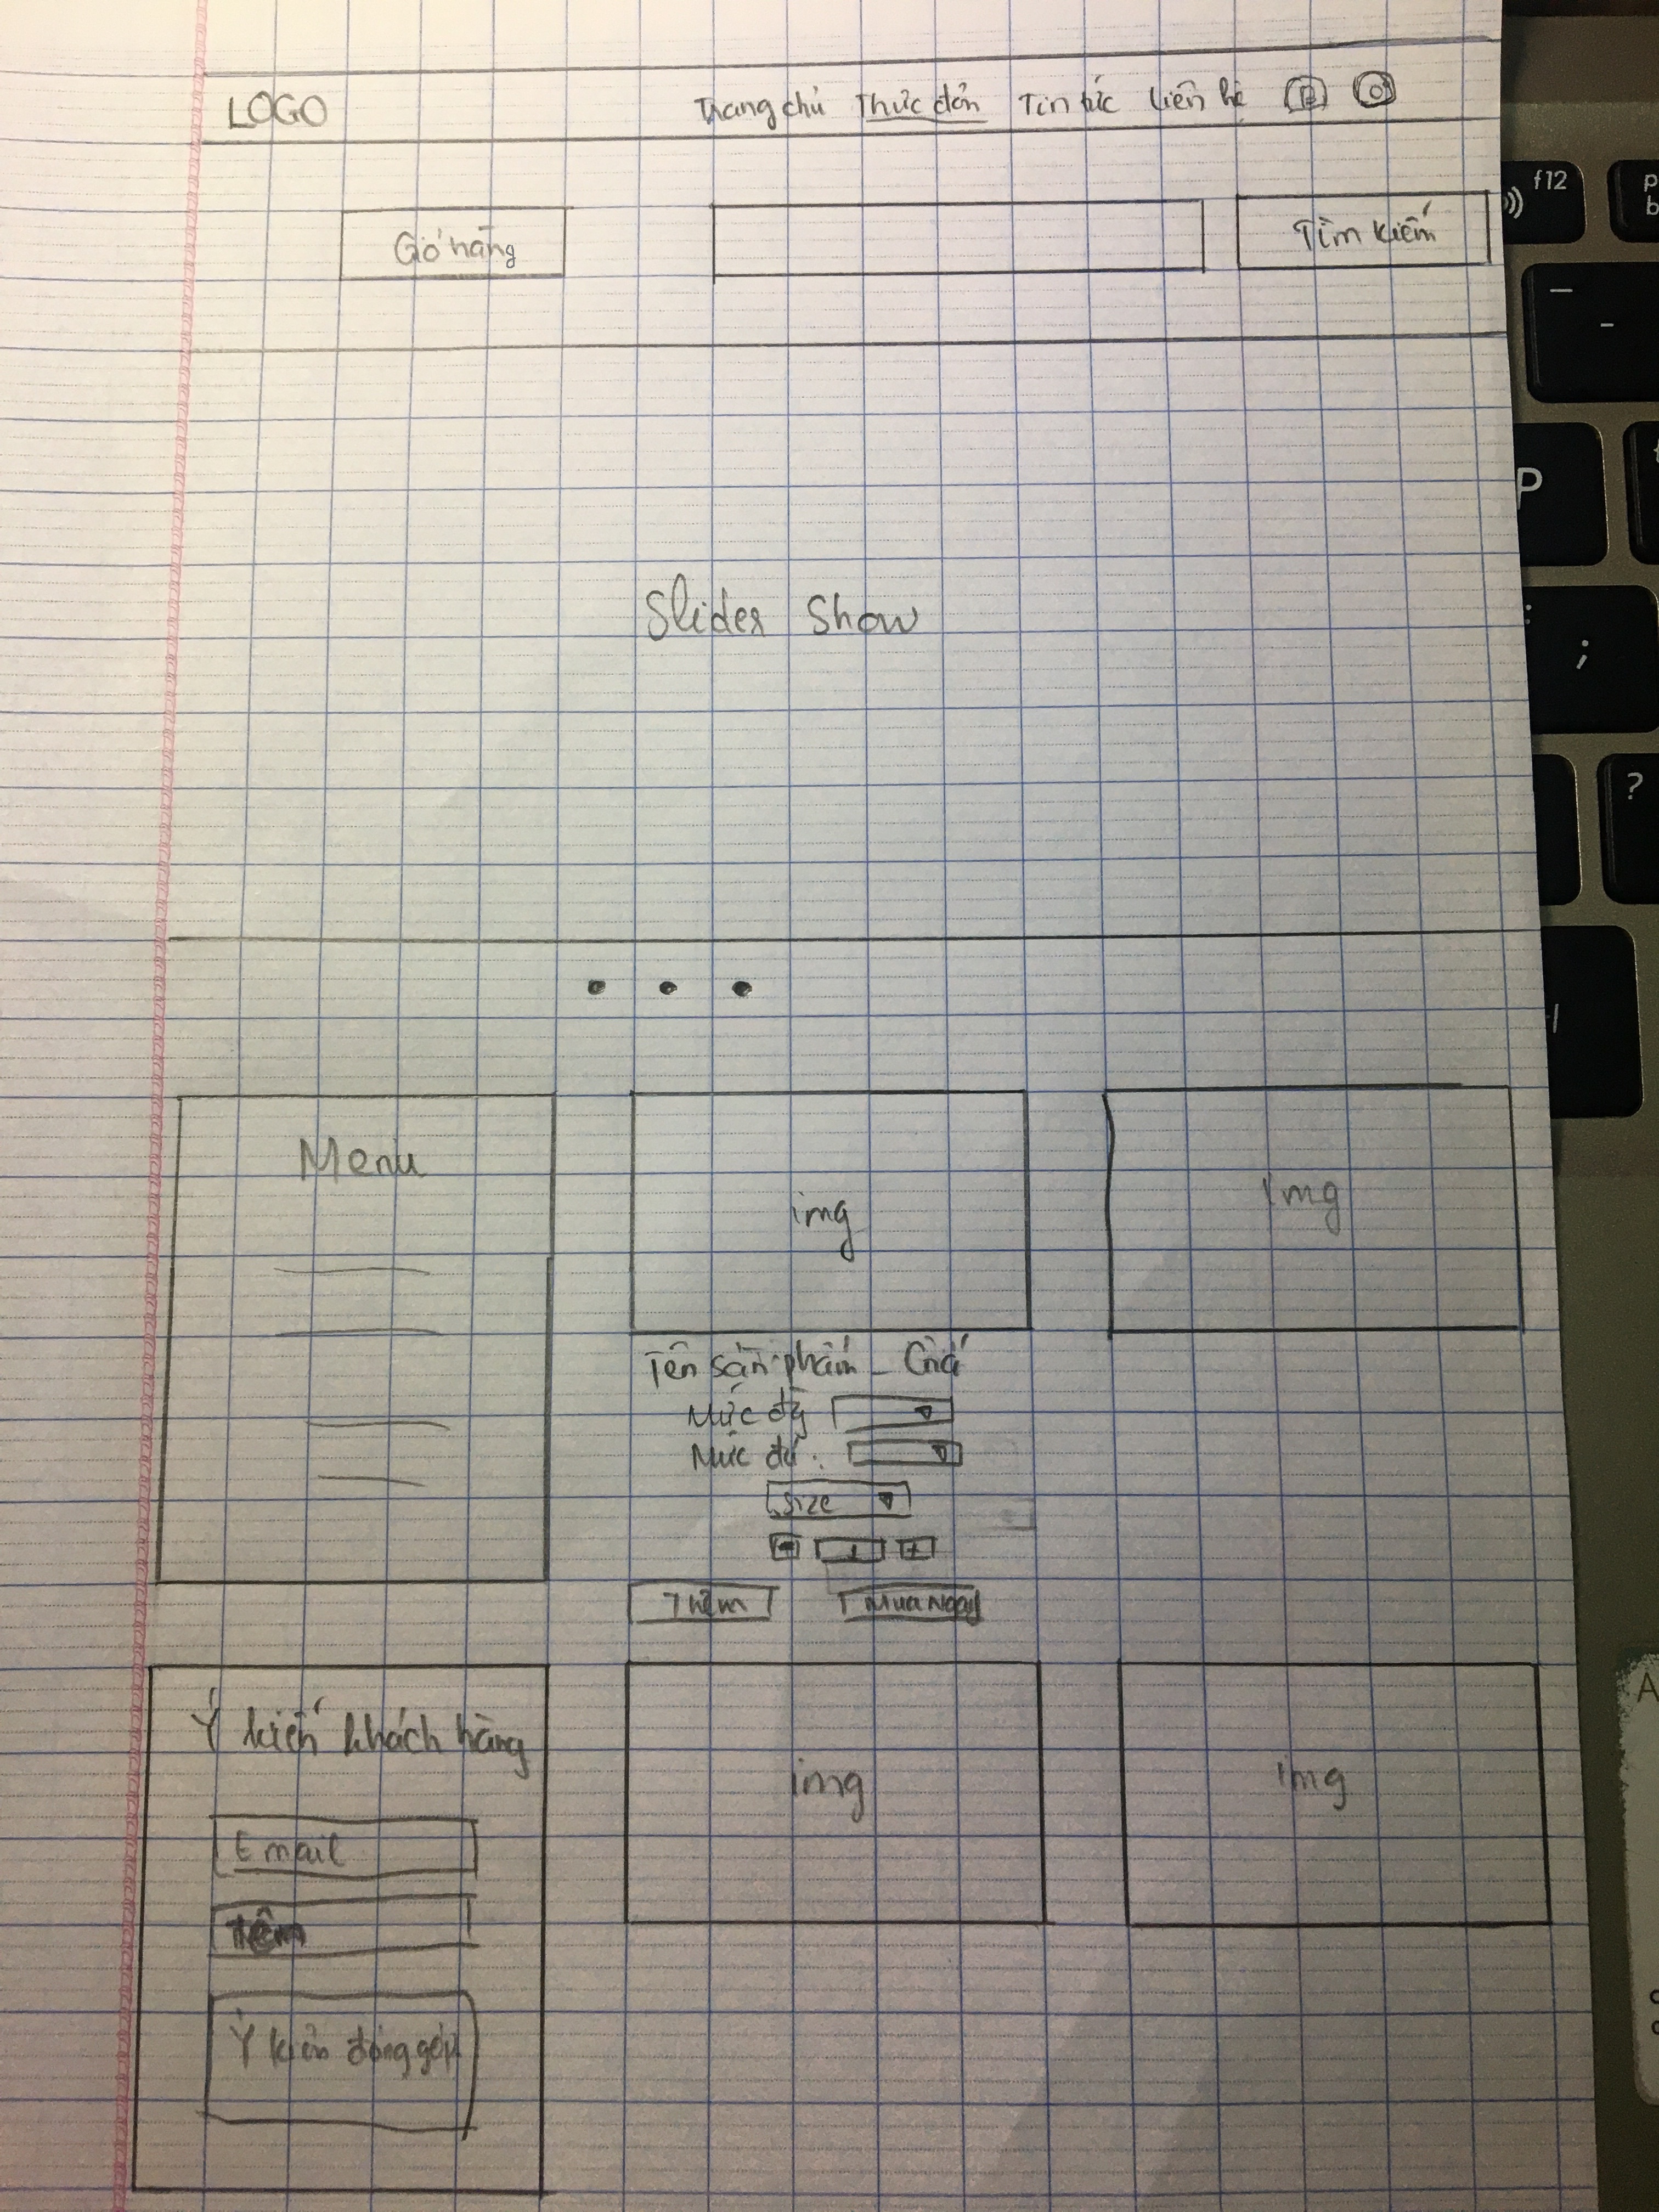 LOGO Trang chủ Thực đơn Tin tức Liên hệ
Giỏ hàng Tìm kiếm
Slider Show
Menu
img
img
Tên sản phẩm - Giá
Mức đá
Mức
size
- 1 +
Thêm Mua Ngay
Ý kiến khách hàng
Email
Ý kiến đóng góp
img
img
f12
P
;
?